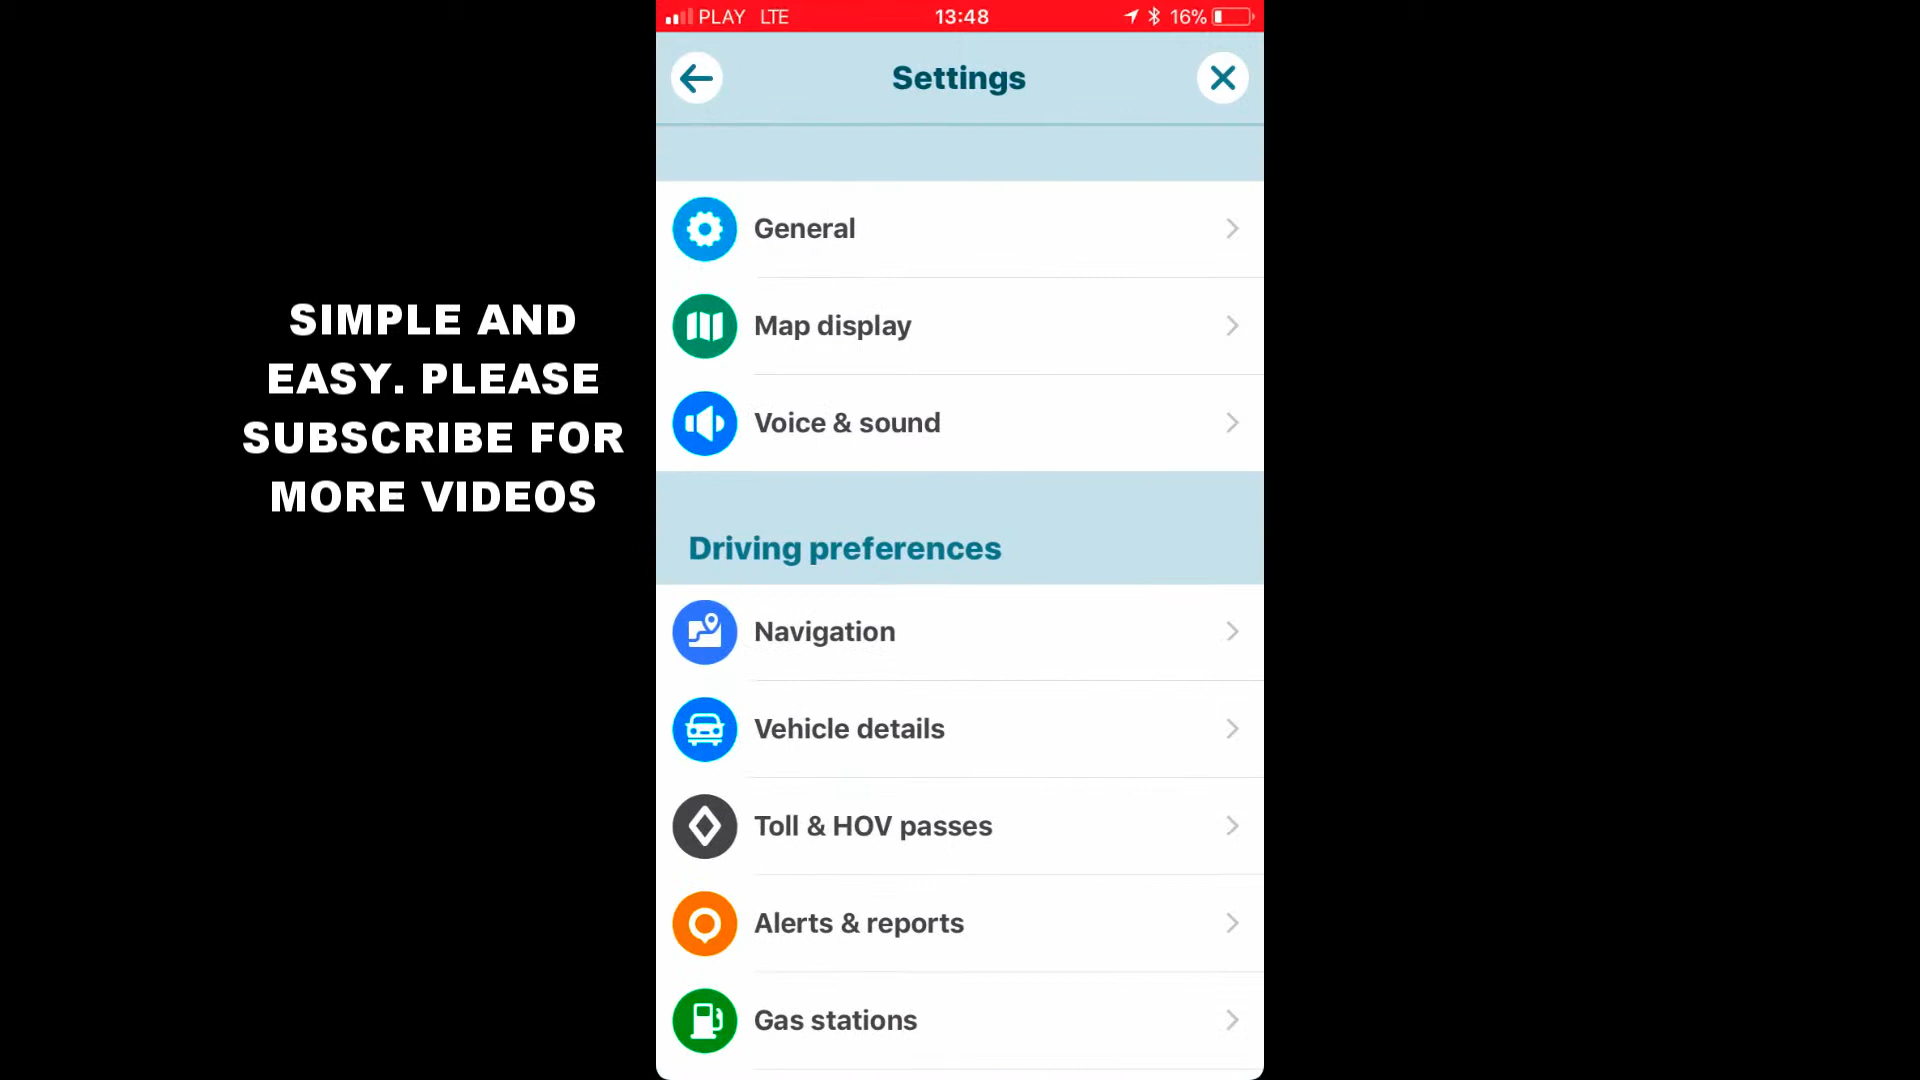 PLAY LTE 13:48 16%
Settings
General
Map display
Voice & sound
SIMPLE AND
EASY. PLEASE
SUBSCRIBE FOR
MORE VIDEOS
Driving preferences
Navigation
Vehicle details
Toll & HOV passes
Alerts & reports
Gas stations